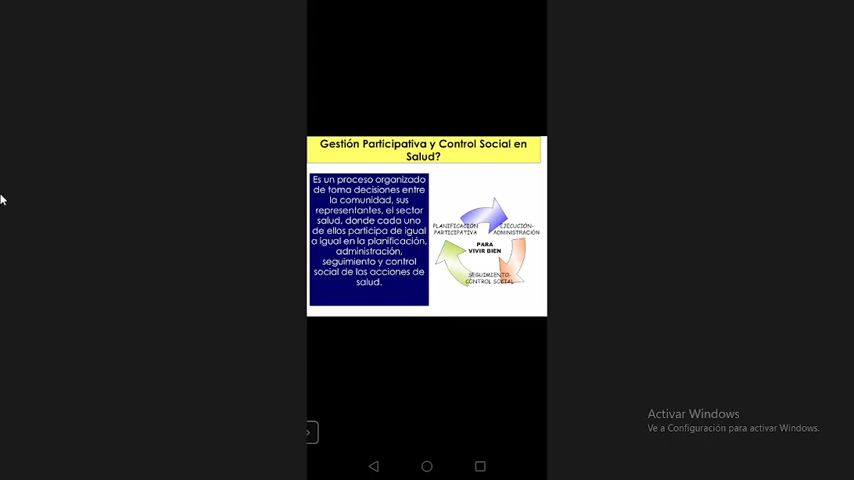 Gestión Participativa y Control Social en
Salud?
Es un proceso organizado
de toma decisiones entre
la comunidad, sus
representantes, el sector
salud, donde cada uno
de ellos participa de igual
a igual en la planificación,
administración,
seguimiento y control
social de las acciones de
salud.
PLANIFICACIÓN
PARTICIPATIVA
EJECUCIÓN-
ADMINISTRACIÓN
PARA
VIVIR BIEN
SEGUIMIENTO-
CONTROL SOCIAL
Activar Windows
Ve a Configuración para activar Windows.